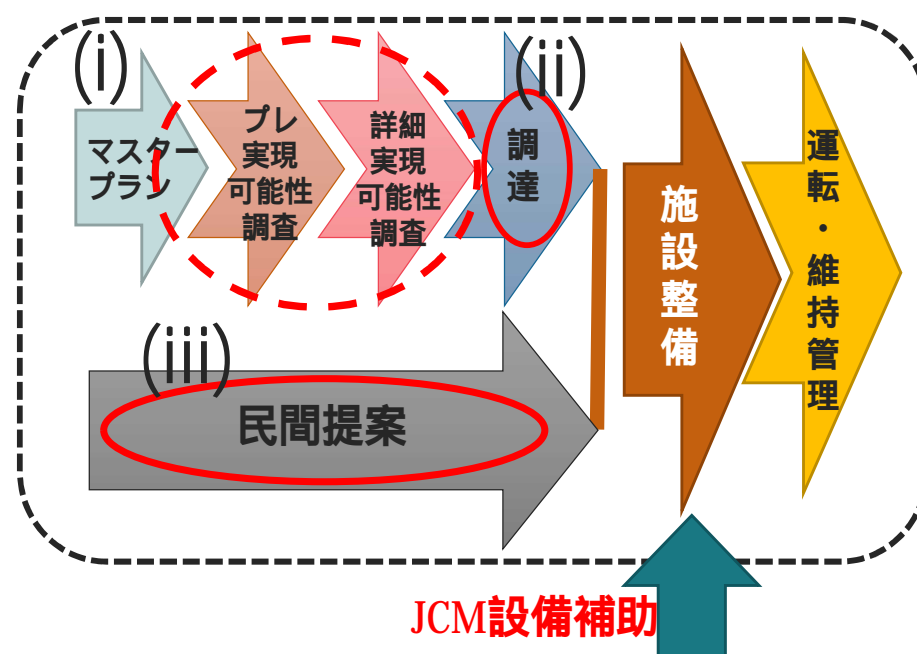 (i)
マスター
プラン
プレ
実現
可能性
調査
詳細
実現
可能性
調査
(ii)
調
達
(iii)
民間提案
施
設
整
備
運
転
・
維
持
管
理
JCM設備補助